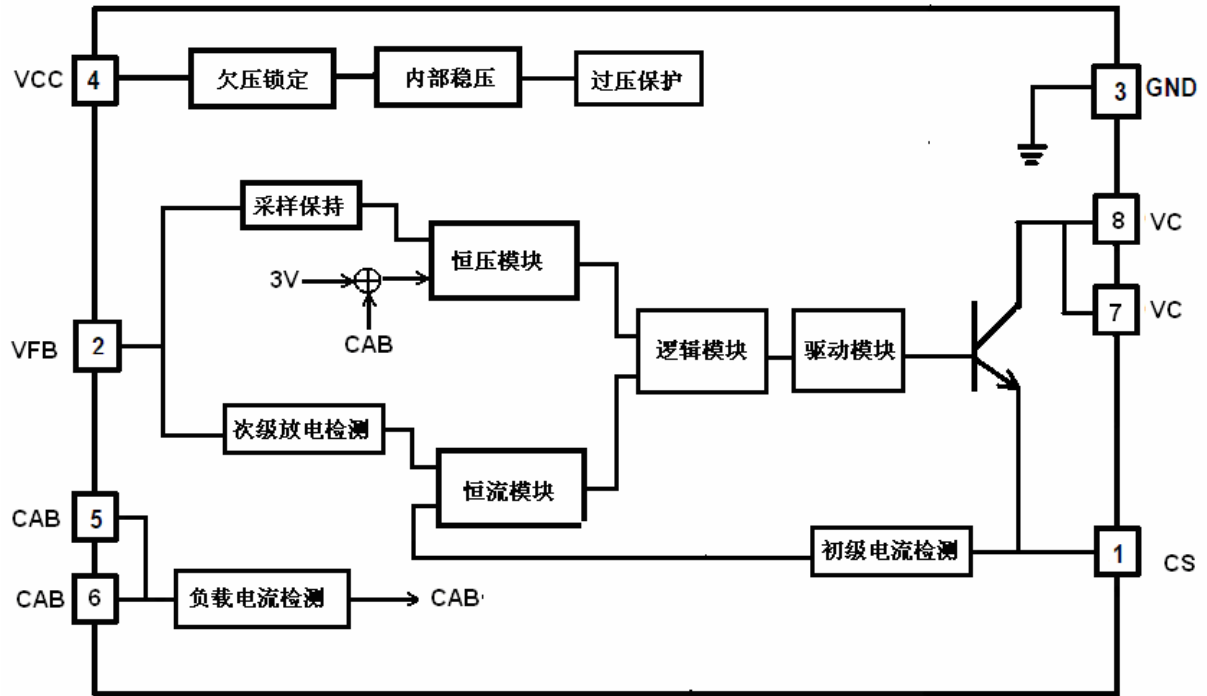 VCC 4 欠压锁定 内部稳压 过压保护 3 GND
采样保持
8 VC
恒压模块
3V
7 VC
CAB
VFB 2
逻辑模块 驱动模块
次级放电检测
恒流模块
CAB 5
初级电流检测 1 CS
CAB 6 负载电流检测 CAB